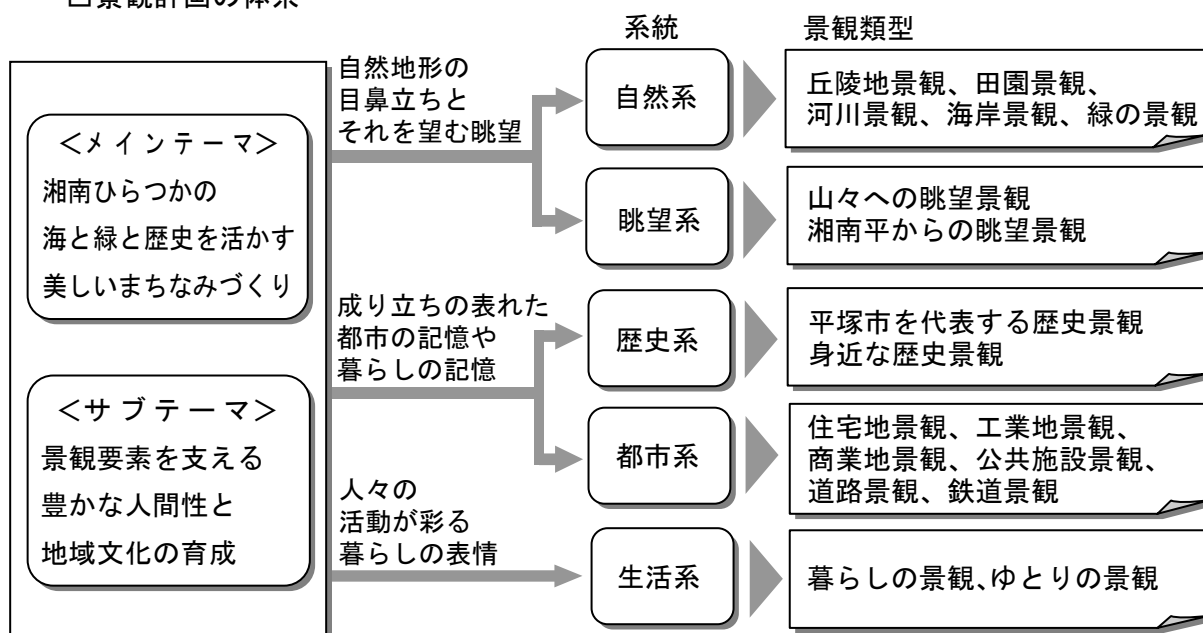 □景観計画の体系
系統
景観類型
<メインテーマ>
湘南ひらつかの
海と緑と歴史を活かす
美しいまちなみづくり
<サブテーマ>
景観要素を支える
豊かな人間性と
地域文化の育成
自然地形の
目鼻立ちと
それを望む眺望
自然系
丘陵地景観、田園景観、
河川景観、海岸景観、緑の景観
眺望系
山々への眺望景観
湘南平からの眺望景観
成り立ちの表れた
都市の記憶や
暮らしの記憶
歴史系
平塚市を代表する歴史景観
身近な歴史景観
都市系
住宅地景観、工業地景観、
商業地景観、公共施設景観、
道路景観、鉄道景観
人々の
活動が彩る
暮らしの表情
生活系
暮らしの景観、ゆとりの景観